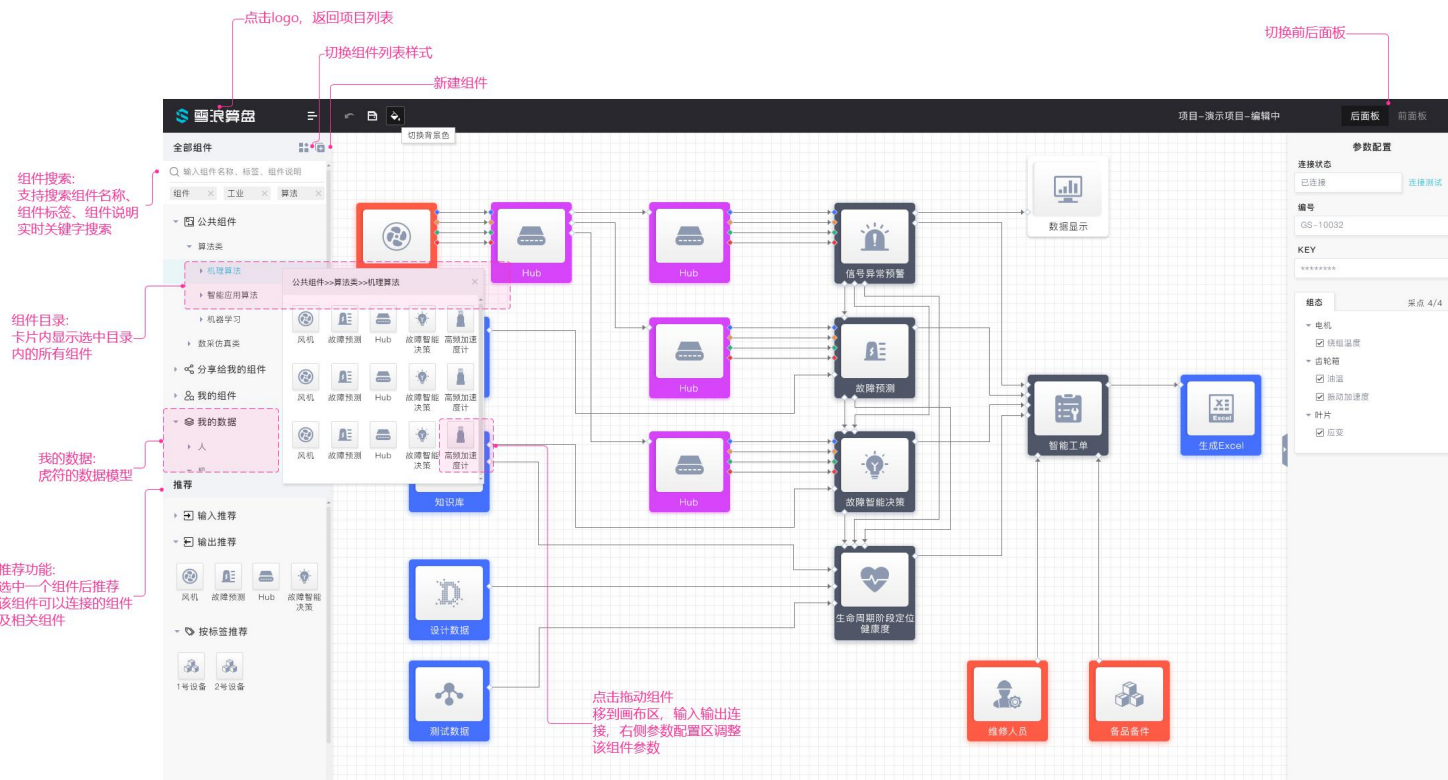 点击logo，返回项目列表
切换前后面板
切换组件列表样式
新建组件
雪浪算盘
切换背景色
项目-演示项目-编辑中
后面板
前面板
全部组件
输入组件名称、标签、组件说明
组件 × 工业 × 算法 ×
组件搜索:
支持搜索组件名称、
组件标签、组件说明
实时关键字搜索
公共组件
算法类
机理算法
智能应用算法
机器学习
数采仿真类
分享给我的组件
我的组件
我的数据
人
组件目录:
卡片内显示选中目录
内的所有组件
我的数据:
虎符的数据模型
公共组件>>算法类>>机理算法 ×
风机 故障预测 Hub 故障智能决策 高频加速度计
风机 故障预测 Hub 故障智能决策 高频加速度计
风机 故障预测 Hub 故障智能决策 高频加速度计
推荐
输入推荐
输出推荐
风机 故障预测 Hub 故障智能决策
按标签推荐
1号设备 2号设备
推荐功能:
选中一个组件后推荐
该组件可以连接的组件
及相关组件
Hub
Hub
信号异常预警
数据显示
Hub
故障预测
Hub
故障智能决策
智能工单
Excel
生成Excel
知识库
设计数据
生命周期阶段定位
健康度
测试数据
维修人员
备品备件
点击拖动组件
移到画布区，输入输出连
接，右侧参数配置区调整
该组件参数
参数配置
连接状态
已连接 连接测试
编号
GS-10032
KEY
********
组态 采点 4/4
电机
绕组温度
齿轮箱
油温
振动加速度
叶片
应变